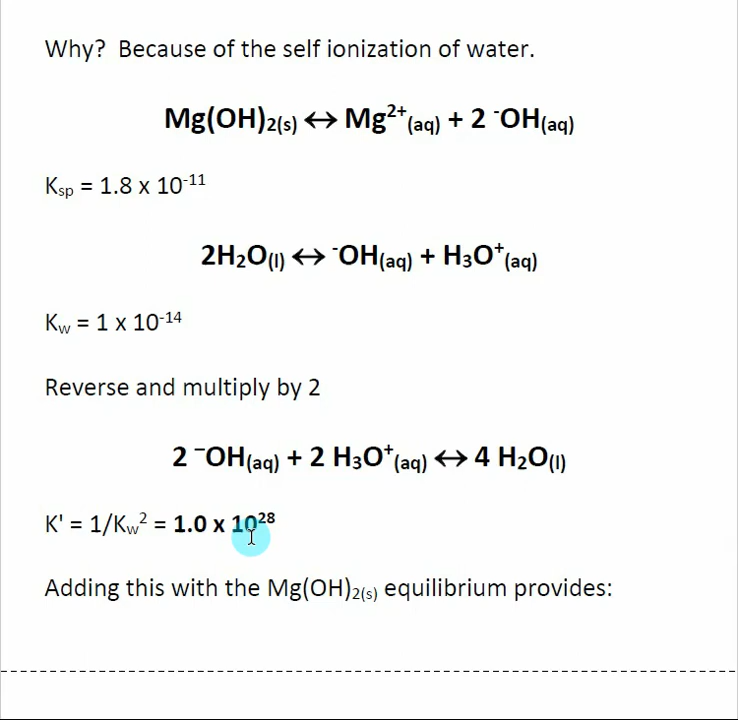 Why? Because of the self ionization of water.
Mg(OH)₂(s) ↔ Mg²⁺(aq) + 2 ⁻OH(aq)
Ksp = 1.8 x 10⁻¹¹
2H₂O(l) ↔ ⁻OH(aq) + H₃O⁺(aq)
Kw = 1 x 10⁻¹⁴
Reverse and multiply by 2
2 ⁻OH(aq) + 2 H₃O⁺(aq) ↔ 4 H₂O(l)
K' = 1/Kw² = 1.0 x 10²⁸
Adding this with the Mg(OH)₂(s) equilibrium provides: